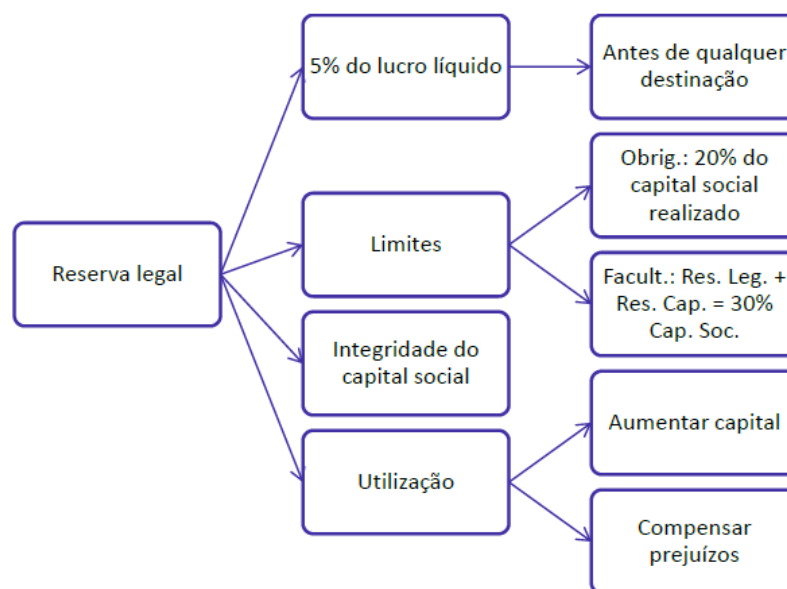 Reserva legal
5% do lucro líquido
Antes de qualquer
destinação
Limites
Obrig.: 20% do
capital social
realizado
Facult.: Res. Leg. +
Res. Cap. = 30%
Cap. Soc.
Integridade do
capital social
Utilização
Aumentar capital
Compensar
prejuízos